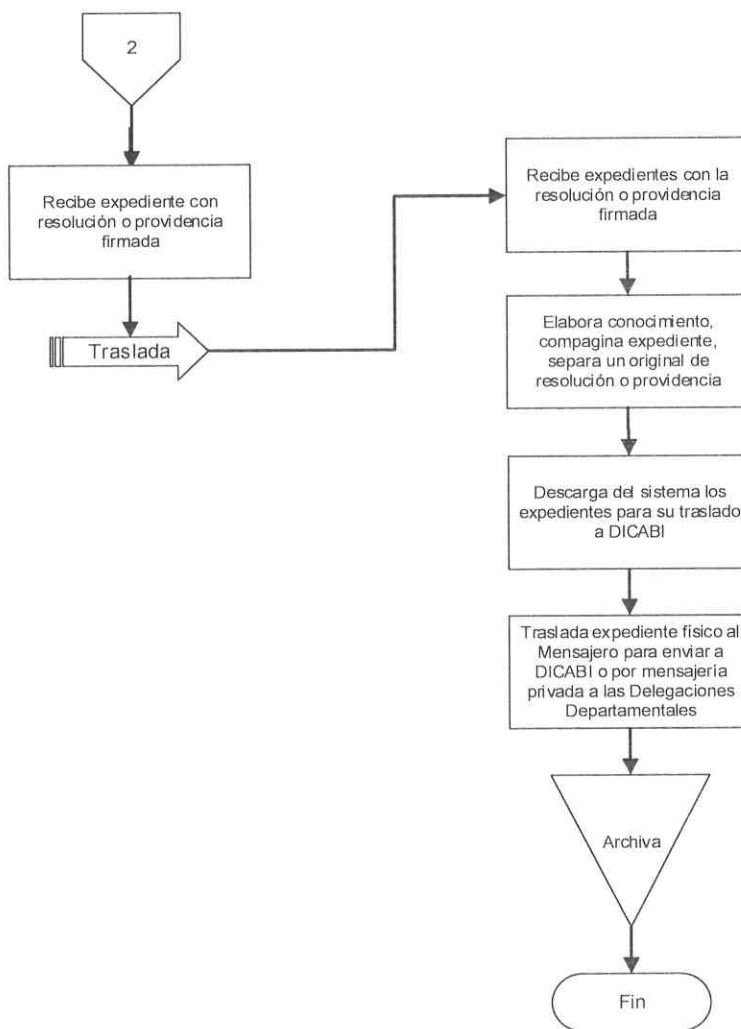 2
Recibe expediente con
resolución o providencia
firmada
Traslada
Recibe expedientes con la
resolución o providencia
firmada
Elabora conocimiento,
compagina expediente,
separa un original de
resolución o providencia
Descarga del sistema los
expedientes para su traslado
a DICABI
Traslada expediente físico al
Mensajero para enviar a
DICABI o por mensajería
privada a las Delegaciones
Departamentales
Archiva
Fin